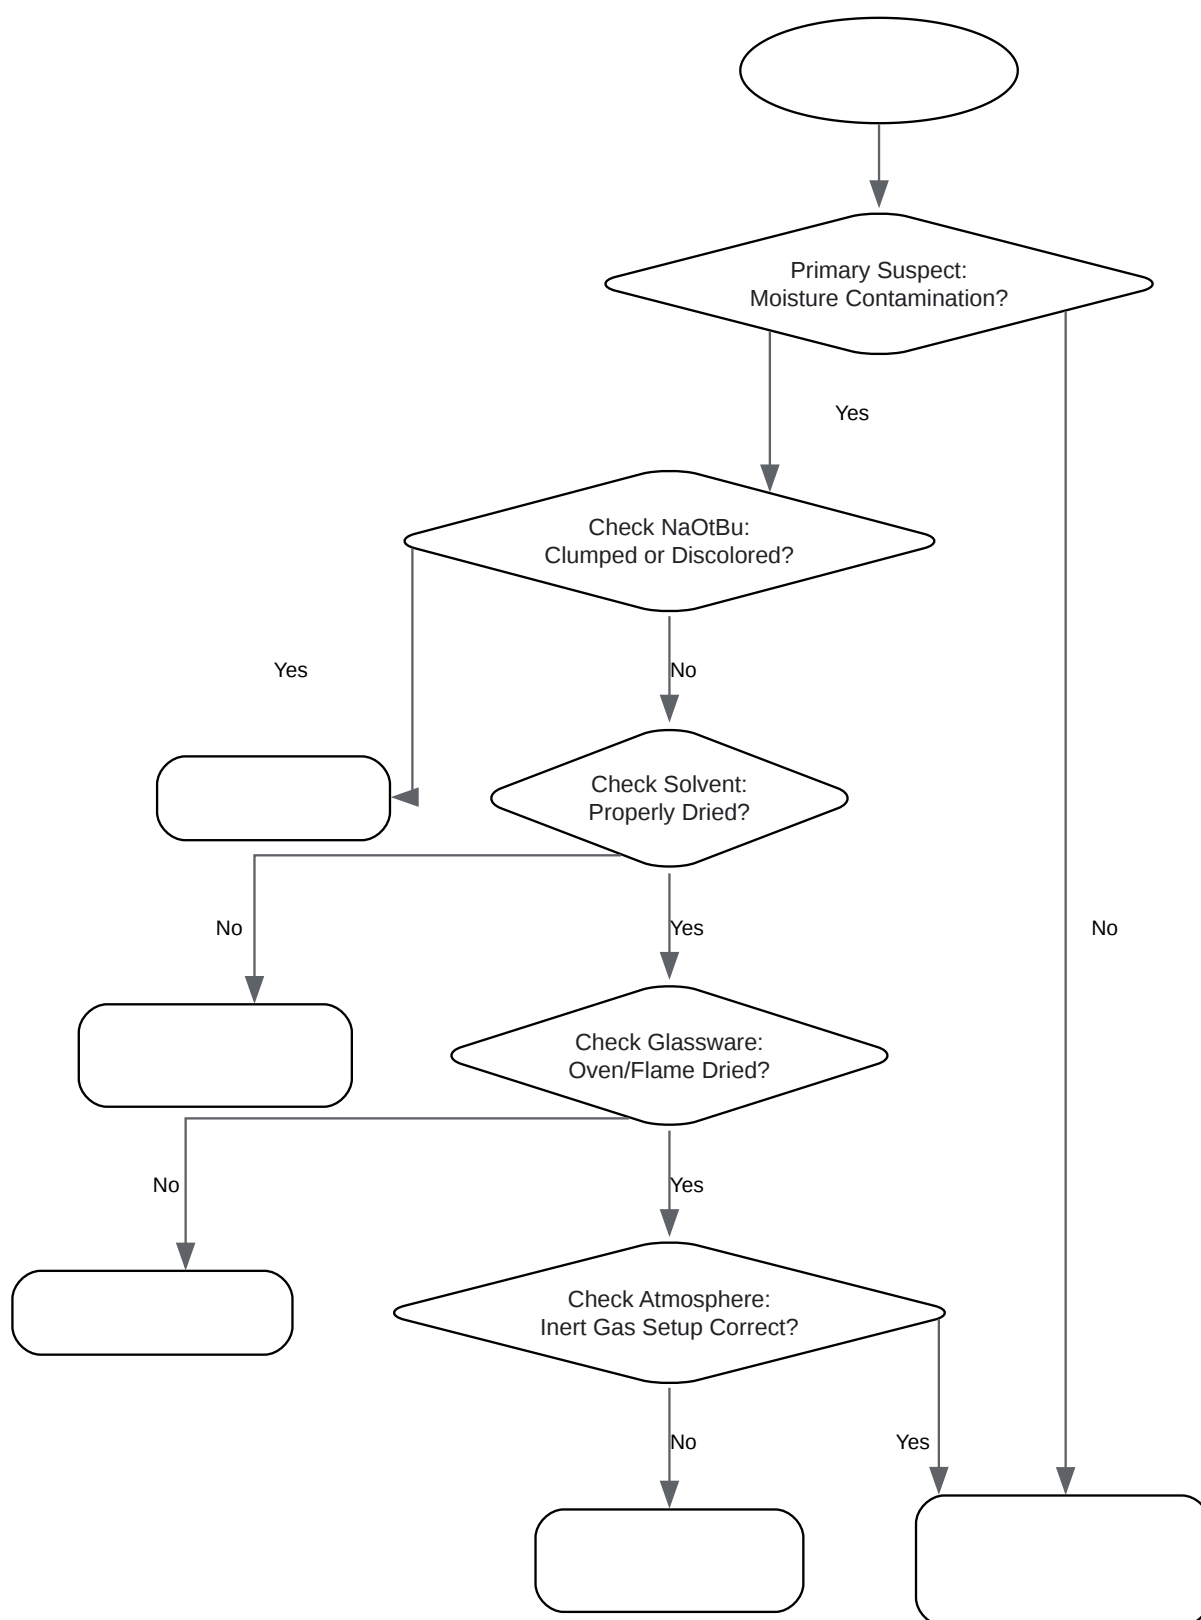 Primary Suspect:
Moisture Contamination?
Yes
Check NaOtBu:
Clumped or Discolored?
Yes
No
Check Solvent:
Properly Dried?
No
Yes
No
Check Glassware:
Oven/Flame Dried?
No
Yes
Check Atmosphere:
Inert Gas Setup Correct?
No
Yes